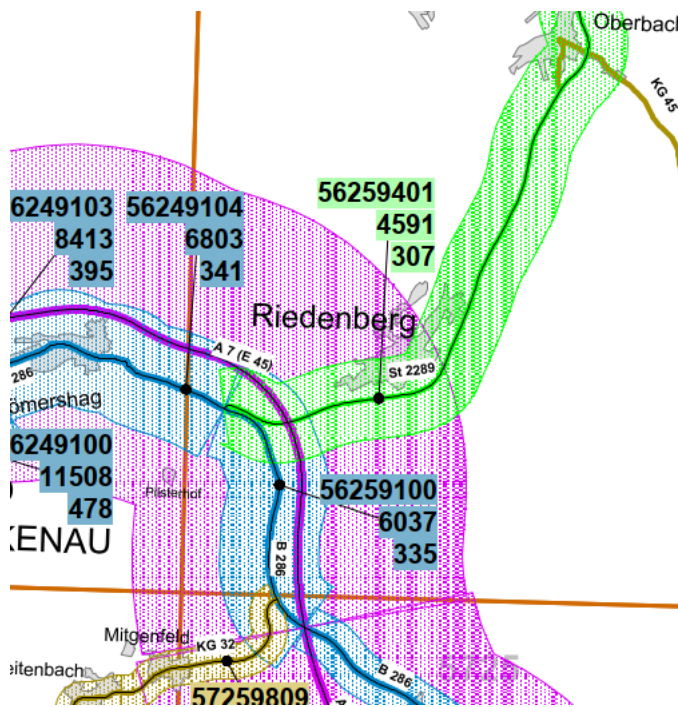 Oberbach
KG 45
56249103
8413
395
56249104
6803
341
56259401
4591
307
Riedenberg
A 7 (E 45)
St 2289
286
ömershag
6249100
11508
478
Pilsterhof
56259100
6037
335
KENAU
B 286
Mitgenfeld
KG 32
eitenbach
B 286
57259809
A